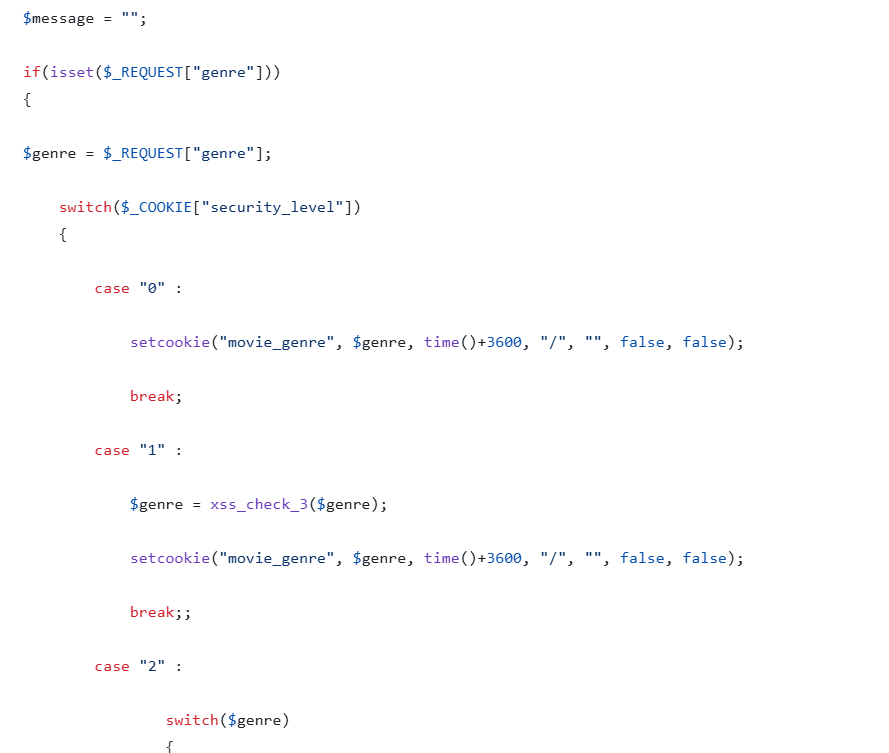 $message = "";
if(isset($_REQUEST["genre"]))
{
$genre = $_REQUEST["genre"];
switch($_COOKIE["security_level"])
{
case "0" :
setcookie("movie_genre", $genre, time()+3600, "/", "", false, false);
break;
case "1" :
$genre = xss_check_3($genre);
setcookie("movie_genre", $genre, time()+3600, "/", "", false, false);
break;;
case "2" :
switch($genre)
{